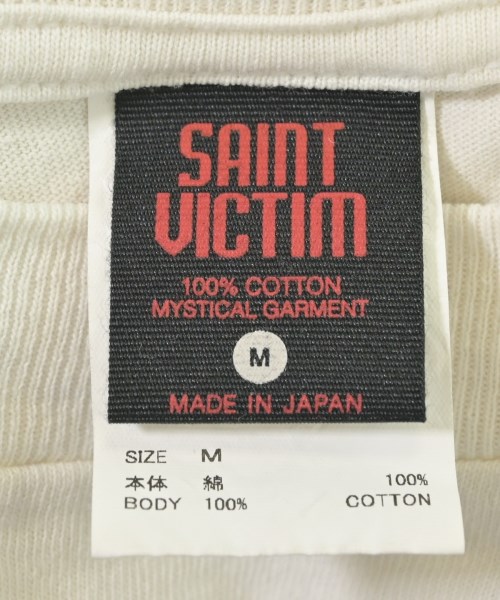 SAINT
VICTIM
100% COTTON
MYSTICAL GARMENT
M
MADE IN JAPAN
SIZE M
本体 綿 100%
BODY 100% COTTON